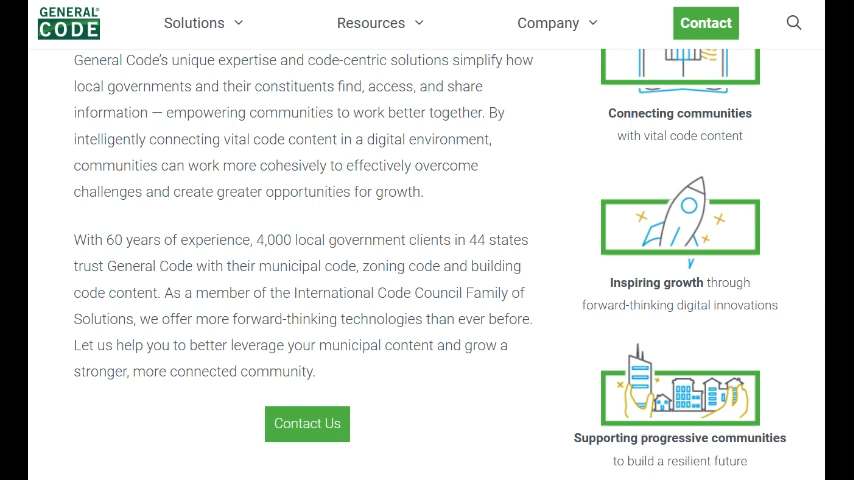 GENERAL®
CODE
Solutions
Resources
Company
Contact
General Code's unique expertise and code-centric solutions simplify how
local governments and their constituents find, access, and share
information — empowering communities to work better together. By
intelligently connecting vital code content in a digital environment,
communities can work more cohesively to effectively overcome
challenges and create greater opportunities for growth.
With 60 years of experience, 4,000 local government clients in 44 states
trust General Code with their municipal code, zoning code and building
code content. As a member of the International Code Council Family of
Solutions, we offer more forward-thinking technologies than ever before.
Let us help you to better leverage your municipal content and grow a
stronger, more connected community.
Contact Us
Connecting communities
with vital code content
Inspiring growth through
forward-thinking digital innovations
Supporting progressive communities
to build a resilient future